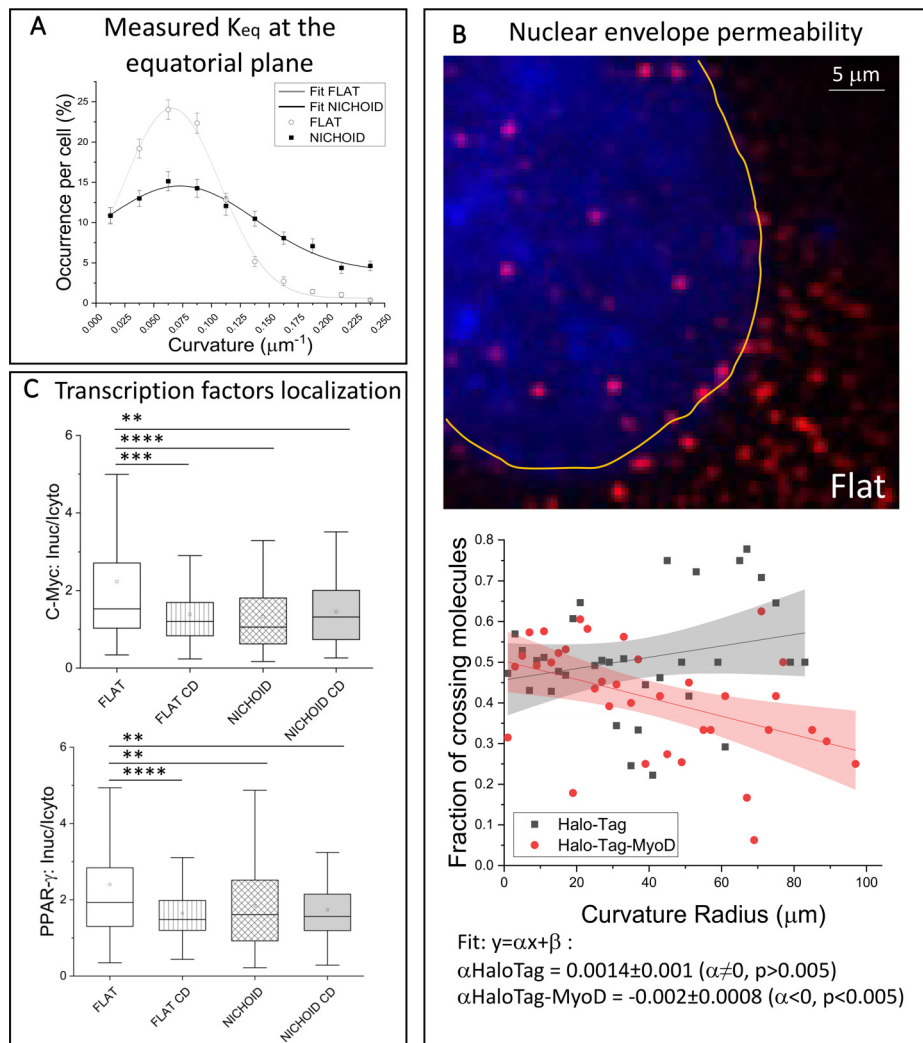 A
Measured Keq at the
equatorial plane
Fit FLAT
Fit NICHOID
FLAT
NICHOID
Occurrence per cell (%)
25
20
15
10
5
0
0.000
0.025
0.050
0.075
0.100
0.125
0.150
0.175
0.200
0.225
0.250
Curvature (μm⁻¹)
B
Nuclear envelope permeability
5 μm
Flat
Fraction of crossing molecules
0.8
0.7
0.6
0.5
0.4
0.3
0.2
0.1
0.0
Halo-Tag
Halo-Tag-MyoD
0
20
40
60
80
100
Curvature Radius (μm)
Fit: y=αx+β :
αHaloTag = 0.0014±0.001 (α≠0, p>0.005)
αHaloTag-MyoD = -0.002±0.0008 (α<0, p<0.005)
C
Transcription factors localization
C-Myc: Inuc/Icyto
6
4
2
0
**
****
***
FLAT
FLAT CD
NICHOID
NICHOID CD
PPAR-γ: Inuc/Icyto
6
4
2
0
**
**
****
FLAT
FLAT CD
NICHOID
NICHOID CD